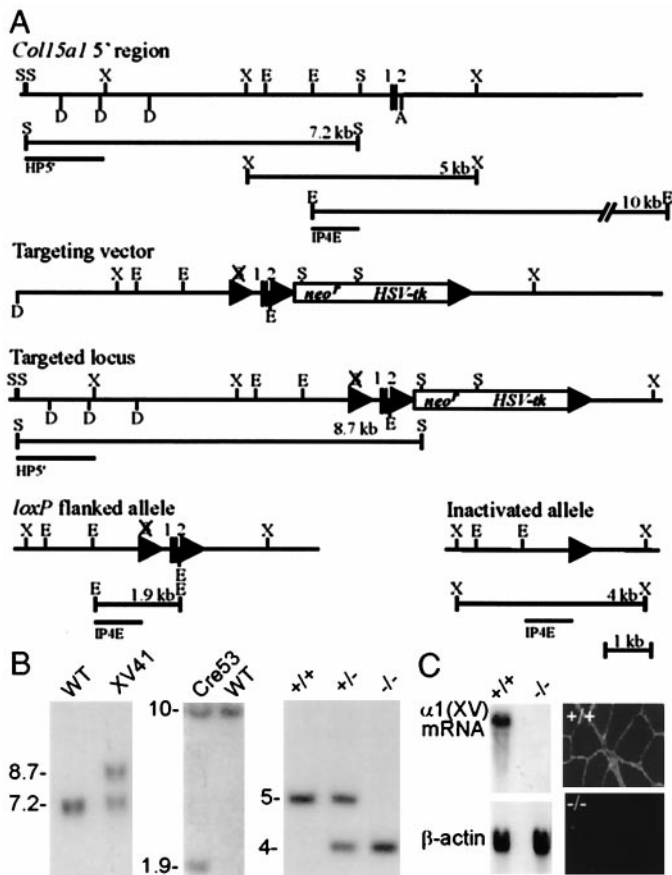 A
Col15a1 5` region
SS X X E E S 1 2 X
D D D A
S 7.2 kb S
HP5'
X 5 kb X
E 10 kb E
IP4E
Targeting vector
X E E X 1 2 S S X
D E neoʳ HSV-tk
Targeted locus
SS X X E E X 1 2 S S X
D D D E neoʳ HSV-tk
S 8.7 kb S
HP5'
loxP flanked allele
X E E X 1 2 X
E
E 1.9 kb E
IP4E
Inactivated allele
X E E X
X 4 kb X
IP4E
1 kb
B
WT XV41
8.7-
7.2-
Cre53 WT
10-
1.9-
+/+ +/- -/-
5-
4-
C
+/+ -/-
α1(XV)
mRNA
β-actin
+/+
-/-